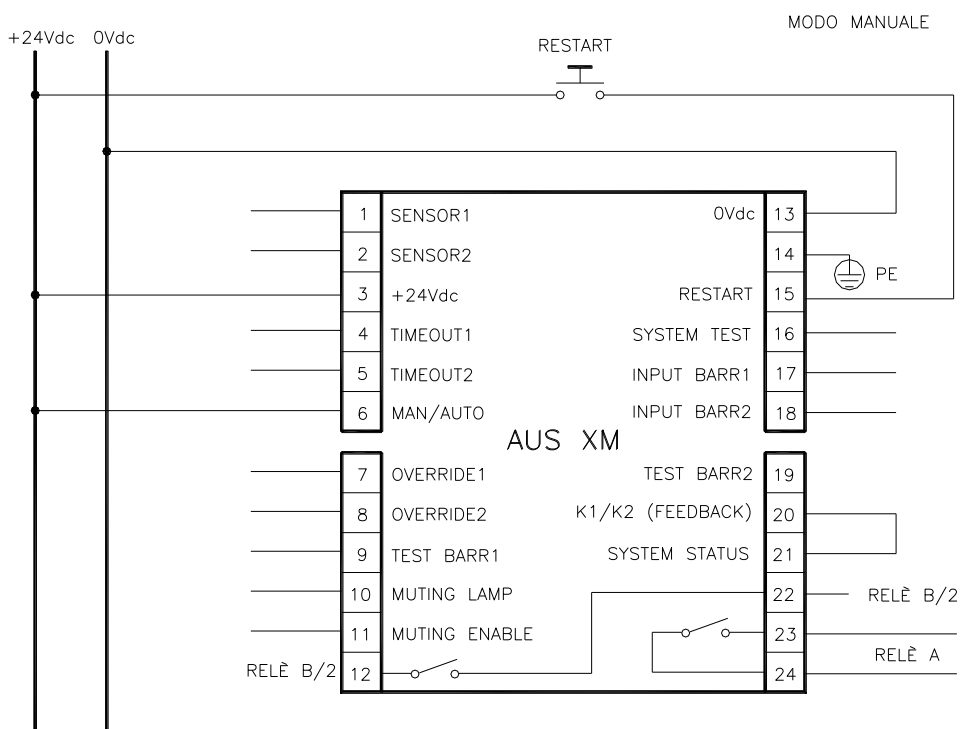 MODO MANUALE
+24Vdc 0Vdc
RESTART
1 SENSOR1
2 SENSOR2
3 +24Vdc
4 TIMEOUT1
5 TIMEOUT2
6 MAN/AUTO
0Vdc 13
14 PE
RESTART 15
SYSTEM TEST 16
INPUT BARR1 17
INPUT BARR2 18
AUS XM
7 OVERRIDE1
8 OVERRIDE2
9 TEST BARR1
10 MUTING LAMP
11 MUTING ENABLE
RELÈ B/2 12
TEST BARR2 19
K1/K2 (FEEDBACK) 20
SYSTEM STATUS 21
22 RELÈ B/2
23
RELÈ A
24